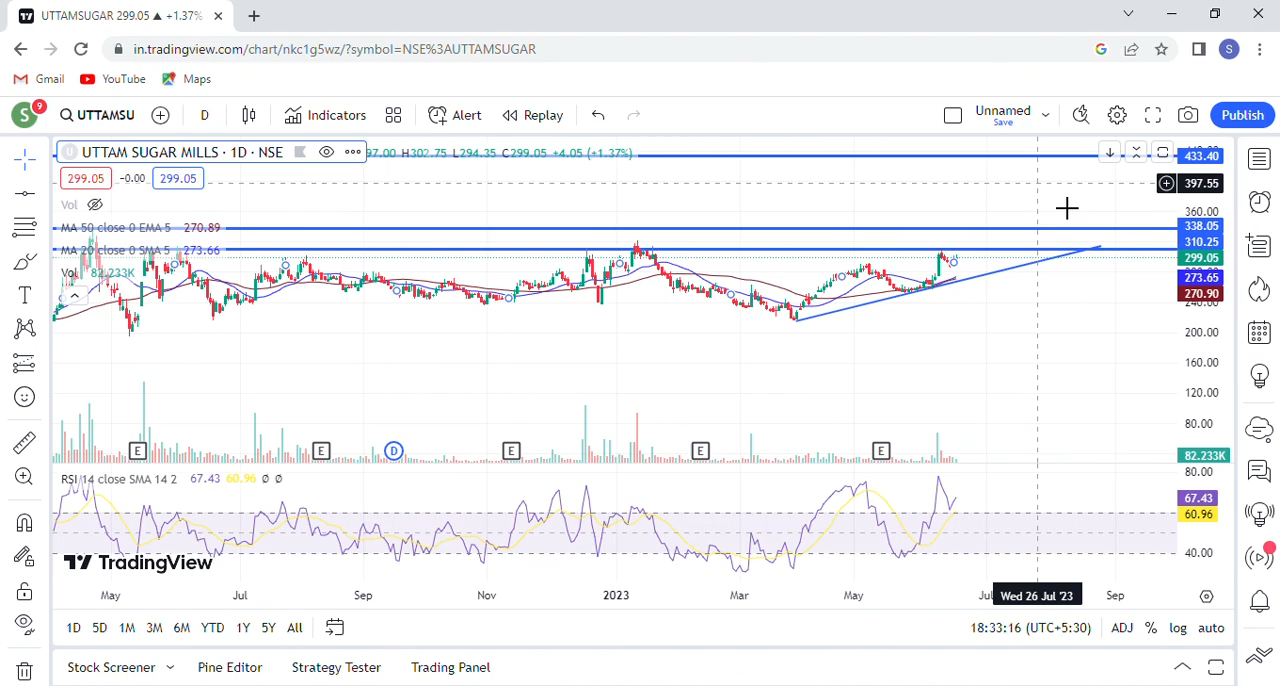 UTTAMSUGAR 299.05 ▲ +1.37%
in.tradingview.com/chart/nkc1g5wz/?symbol=NSE%3AUTTAMSUGAR
S
Gmail YouTube Maps
S 9 UTTAMSU D Indicators Alert Replay Unnamed Save Publish
U UTTAM SUGAR MILLS · 1D · NSE 97.00 H302.75 L294.35 C299.05 +4.05 (+1.37%)
433.40
299.05 -0.00 299.05
397.55
Vol
360.00
MA 50 close 0 EMA 5 270.89
338.05
MA 20 close 0 SMA 5 273.66
310.25
299.05
Vol 82.233K
273.65
270.90
240.00
200.00
160.00
120.00
80.00
E E D E E E
82.233K
80.00
RSI 14 close SMA 14 2 67.43 60.96 Ø Ø
67.43
60.96
40.00
TradingView
May Jul Sep Nov 2023 Mar May Jul Wed 26 Jul '23 Sep
1D 5D 1M 3M 6M YTD 1Y 5Y All 18:33:16 (UTC+5:30) ADJ % log auto
Stock Screener Pine Editor Strategy Tester Trading Panel